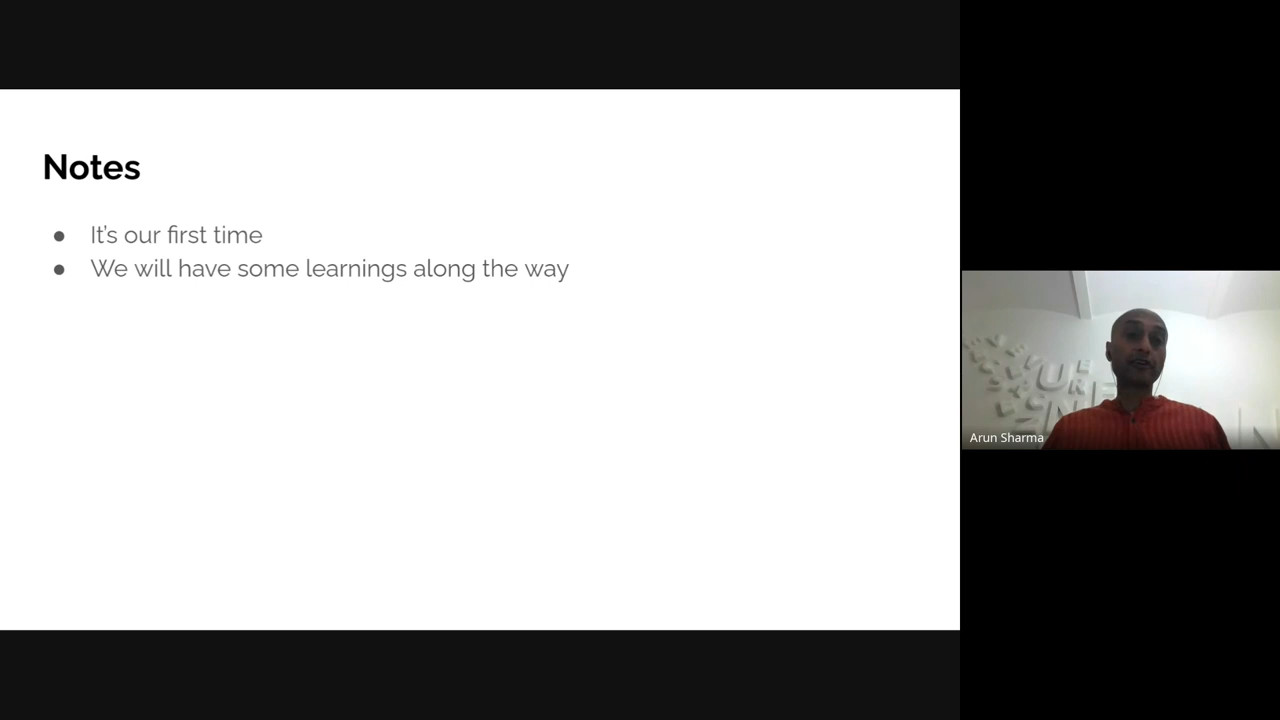 Notes
● It's our first time
● We will have some learnings along the way
Arun Sharma